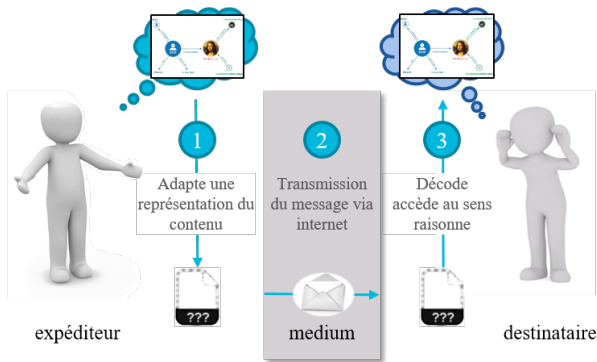 1
Adapte une
représentation du
contenu
???
expéditeur
2
Transmission
du message via
internet
medium
3
Décode
accède au sens
raisonne
???
destinataire